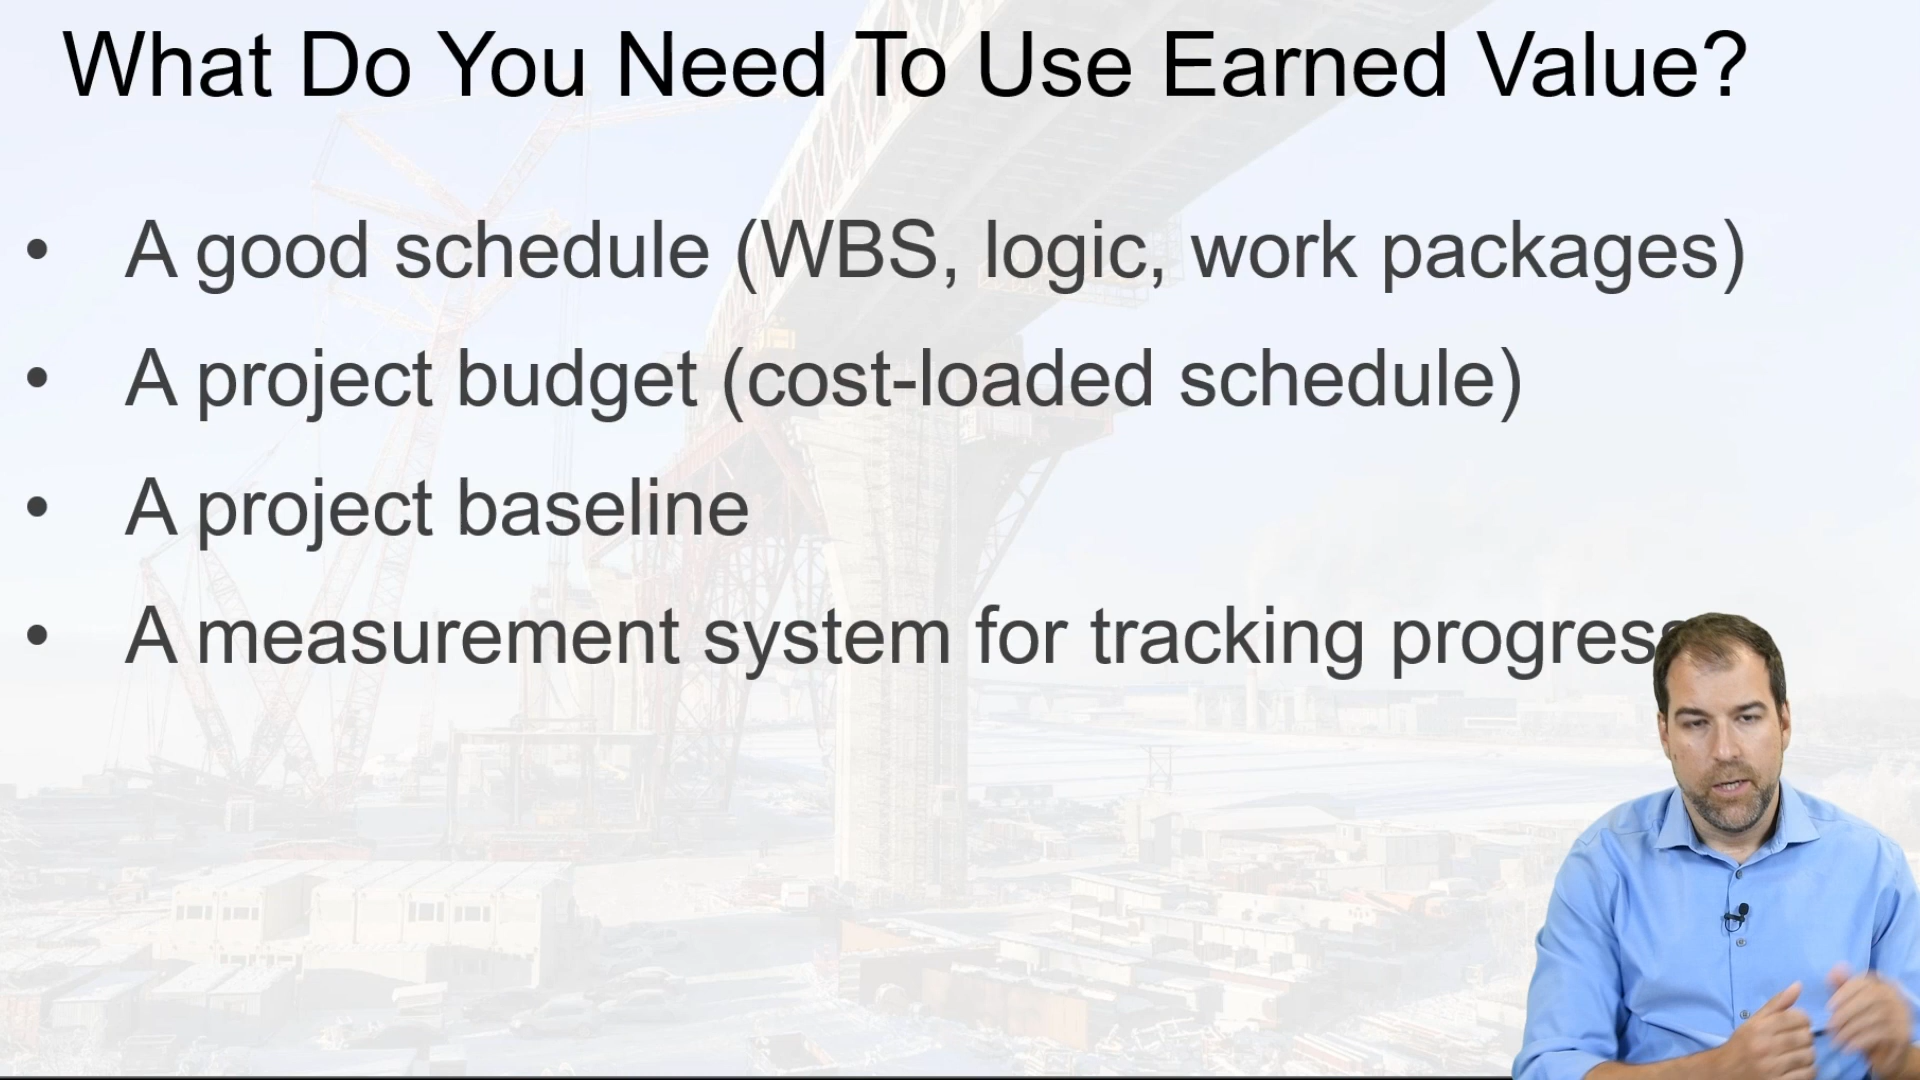 What Do You Need To Use Earned Value?
• A good schedule (WBS, logic, work packages)
• A project budget (cost-loaded schedule)
• A project baseline
• A measurement system for tracking progress